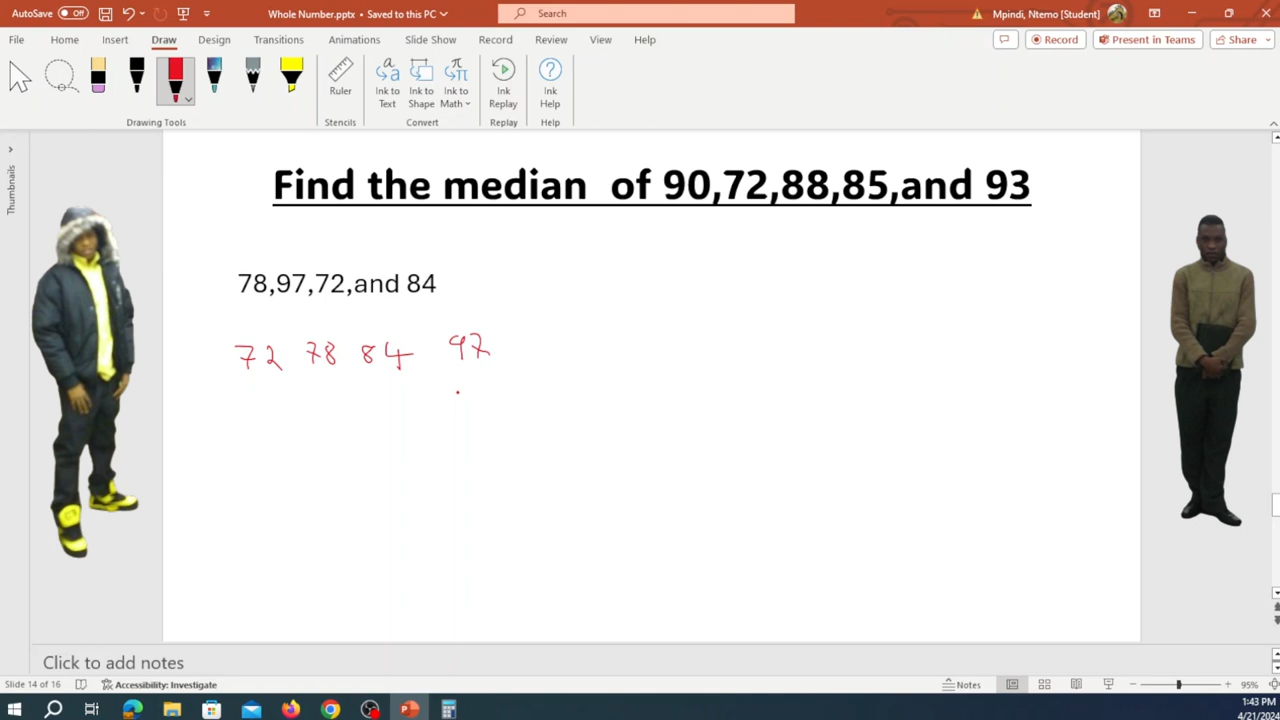 AutoSave Off Whole Number.pptx • Saved to this PC Search Mpindi, Ntemo [Student]
File Home Insert Draw Design Transitions Animations Slide Show Record Review View Help Record Present in Teams Share
Ruler
Ink to Text
Ink to Shape
Ink to Math
Ink Replay
Ink Help
Drawing Tools Stencils Convert Replay Help
Thumbnails
Find the median of 90,72,88,85,and 93
78,97,72,and 84
72 78 84 97
Click to add notes
Slide 14 of 16 Accessibility: Investigate Notes 95%
1:43 PM
4/21/2024